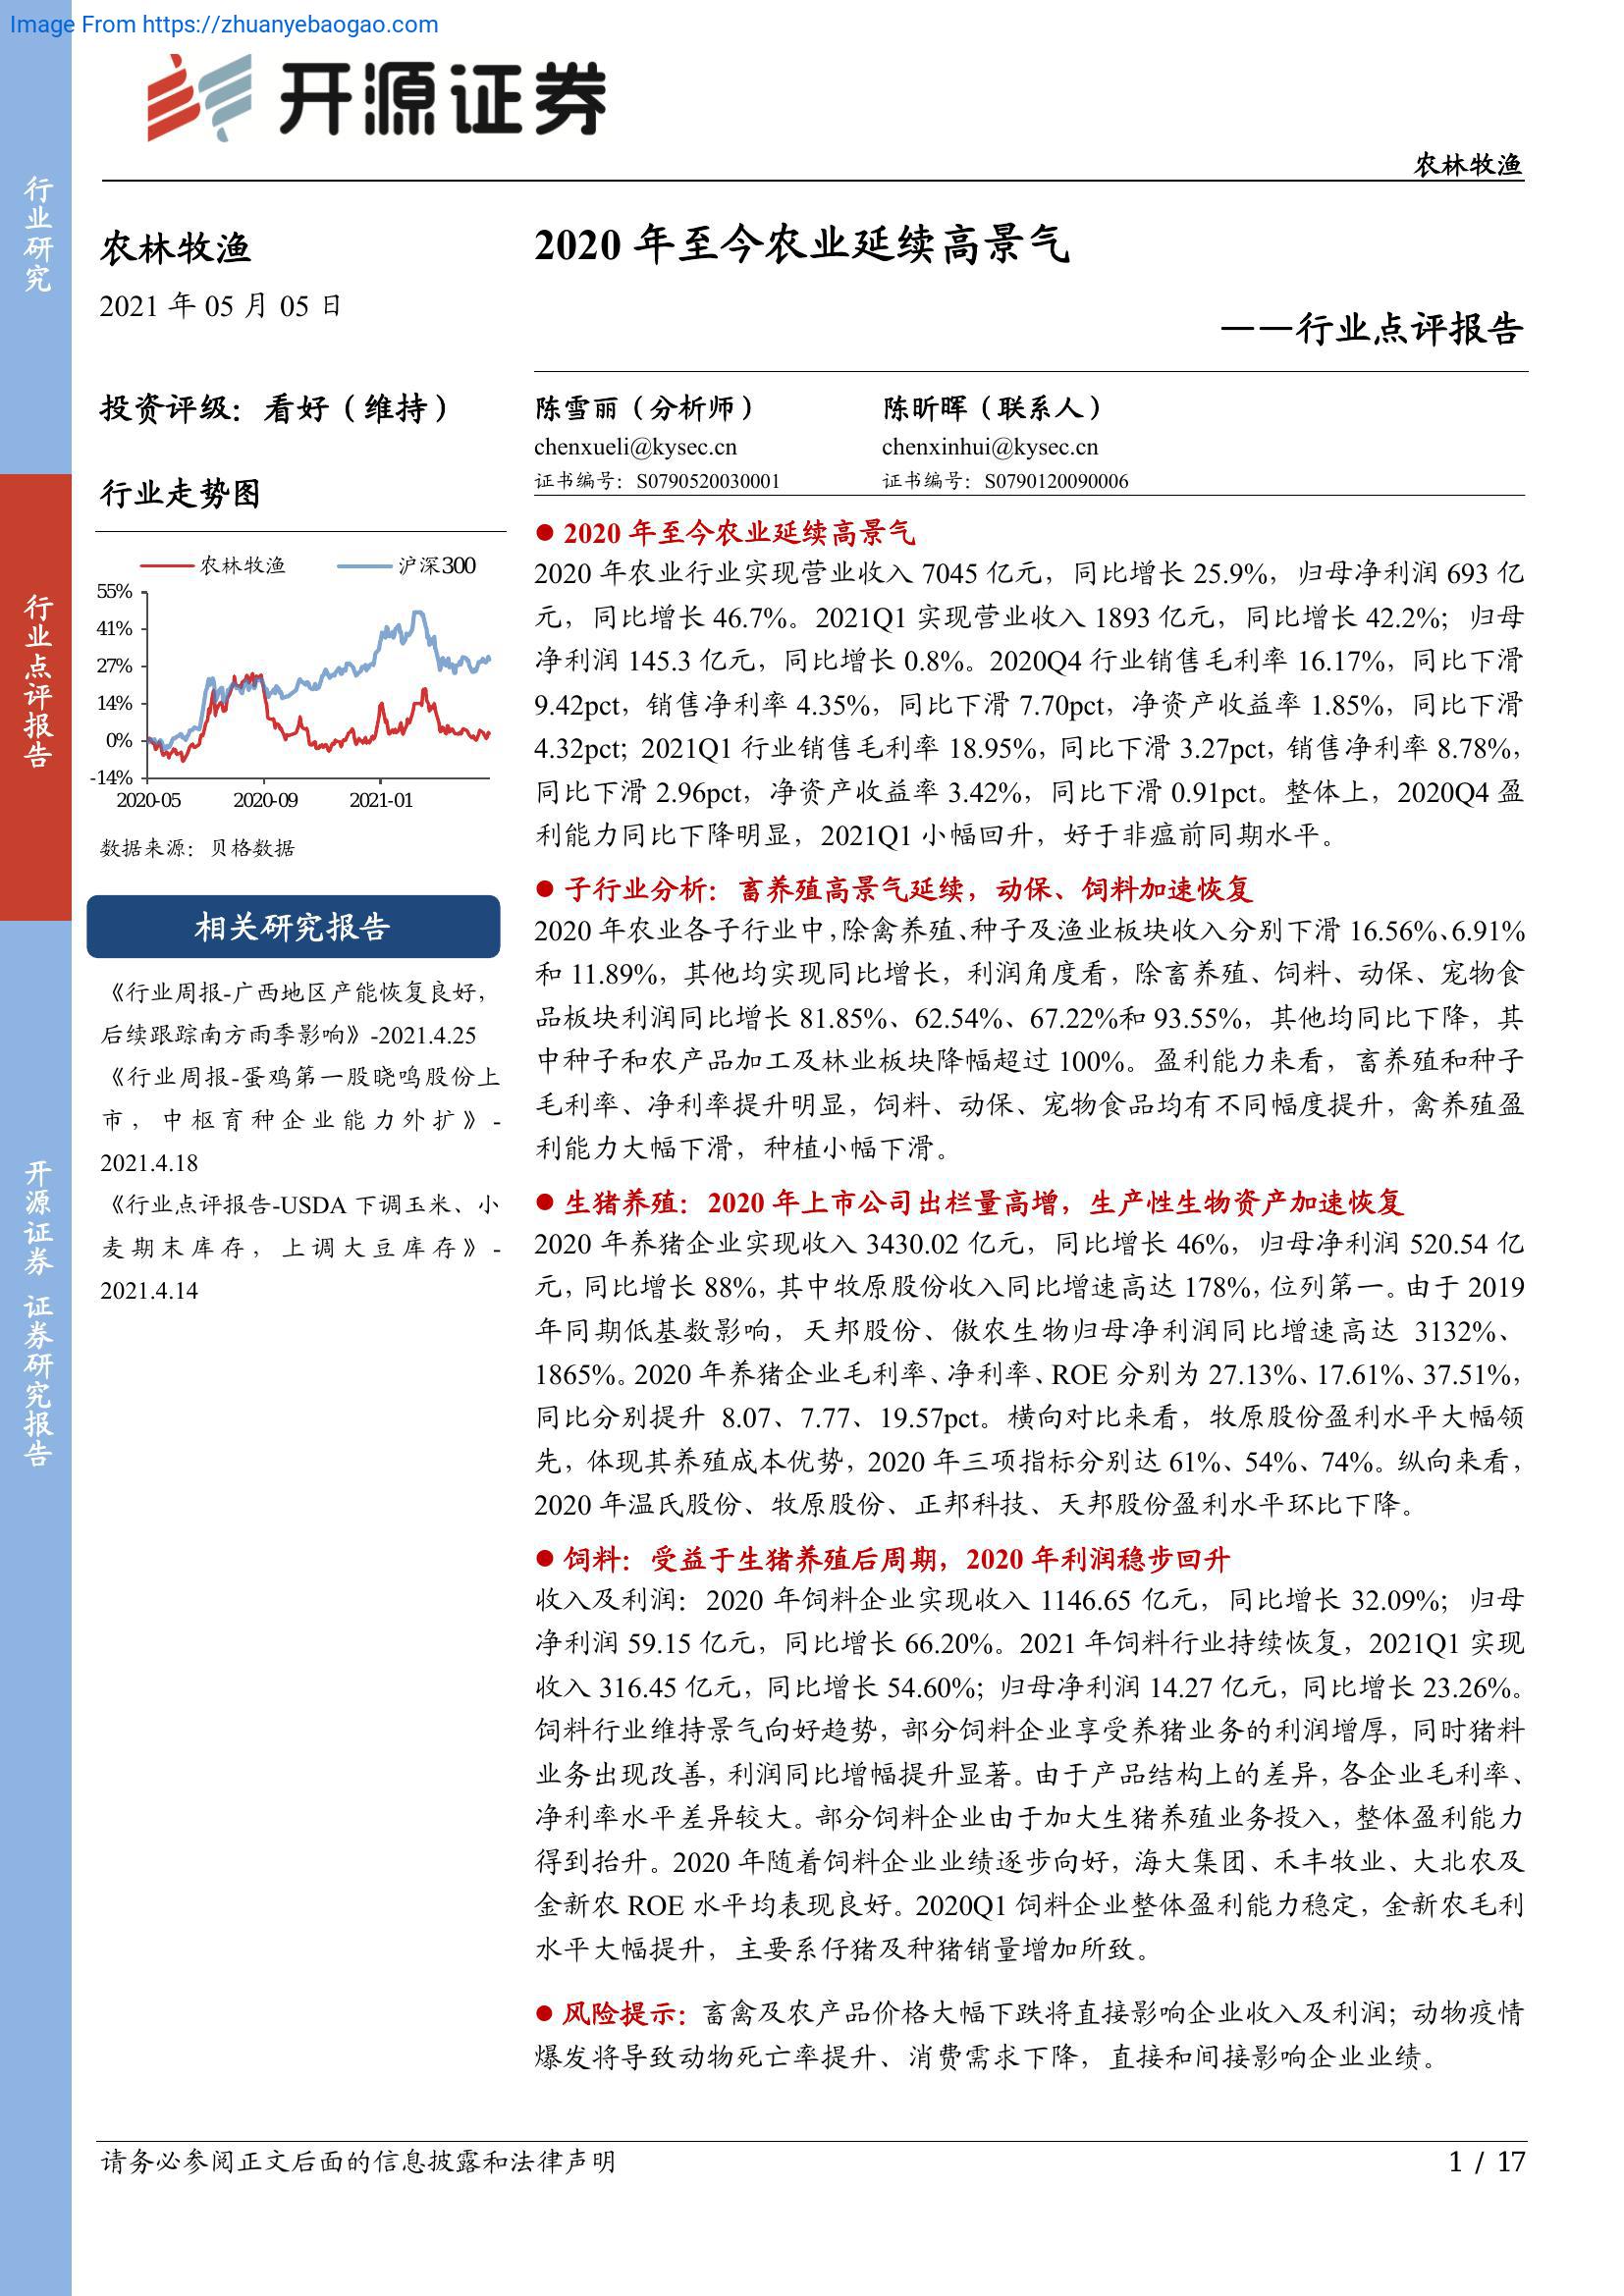 Image From https://zhuanyebaogao.com
开源证券
农林牧渔
行业研究
行业点评报告
开源证券 证券研究报告
农林牧渔
2021 年 05 月 05 日
投资评级：看好（维持）
行业走势图
农林牧渔 沪深300
55%
41%
27%
14%
0%
-14%
2020-05 2020-09 2021-01
数据来源：贝格数据
相关研究报告
《行业周报-广西地区产能恢复良好，
后续跟踪南方雨季影响》-2021.4.25
《行业周报-蛋鸡第一股晓鸣股份上
市，中枢育种企业能力外扩》-
2021.4.18
《行业点评报告-USDA 下调玉米、小
麦期末库存，上调大豆库存》-
2021.4.14
2020 年至今农业延续高景气
——行业点评报告
陈雪丽（分析师） 陈昕晖（联系人）
chenxueli@kysec.cn chenxinhui@kysec.cn
证书编号：S0790520030001 证书编号：S0790120090006
● 2020 年至今农业延续高景气
2020 年农业行业实现营业收入 7045 亿元，同比增长 25.9%，归母净利润 693 亿
元，同比增长 46.7%。2021Q1 实现营业收入 1893 亿元，同比增长 42.2%；归母
净利润 145.3 亿元，同比增长 0.8%。2020Q4 行业销售毛利率 16.17%，同比下滑
9.42pct，销售净利率 4.35%，同比下滑 7.70pct，净资产收益率 1.85%，同比下滑
4.32pct；2021Q1 行业销售毛利率 18.95%，同比下滑 3.27pct，销售净利率 8.78%，
同比下滑 2.96pct，净资产收益率 3.42%，同比下滑 0.91pct。整体上，2020Q4 盈
利能力同比下降明显，2021Q1 小幅回升，好于非瘟前同期水平。
● 子行业分析：畜养殖高景气延续，动保、饲料加速恢复
2020 年农业各子行业中，除禽养殖、种子及渔业板块收入分别下滑 16.56%、6.91%
和 11.89%，其他均实现同比增长，利润角度看，除畜养殖、饲料、动保、宠物食
品板块利润同比增长 81.85%、62.54%、67.22%和 93.55%，其他均同比下降，其
中种子和农产品加工及林业板块降幅超过 100%。盈利能力来看，畜养殖和种子
毛利率、净利率提升明显，饲料、动保、宠物食品均有不同幅度提升，禽养殖盈
利能力大幅下滑，种植小幅下滑。
● 生猪养殖：2020 年上市公司出栏量高增，生产性生物资产加速恢复
2020 年养猪企业实现收入 3430.02 亿元，同比增长 46%，归母净利润 520.54 亿
元，同比增长 88%，其中牧原股份收入同比增速高达 178%，位列第一。由于 2019
年同期低基数影响，天邦股份、傲农生物归母净利润同比增速高达 3132%、
1865%。2020 年养猪企业毛利率、净利率、ROE 分别为 27.13%、17.61%、37.51%，
同比分别提升 8.07、7.77、19.57pct。横向对比来看，牧原股份盈利水平大幅领
先，体现其养殖成本优势，2020 年三项指标分别达 61%、54%、74%。纵向来看，
2020 年温氏股份、牧原股份、正邦科技、天邦股份盈利水平环比下降。
● 饲料：受益于生猪养殖后周期，2020 年利润稳步回升
收入及利润：2020 年饲料企业实现收入 1146.65 亿元，同比增长 32.09%；归母
净利润 59.15 亿元，同比增长 66.20%。2021 年饲料行业持续恢复，2021Q1 实现
收入 316.45 亿元，同比增长 54.60%；归母净利润 14.27 亿元，同比增长 23.26%。
饲料行业维持景气向好趋势，部分饲料企业享受养猪业务的利润增厚，同时猪料
业务出现改善，利润同比增幅提升显著。由于产品结构上的差异，各企业毛利率、
净利率水平差异较大。部分饲料企业由于加大生猪养殖业务投入，整体盈利能力
得到抬升。2020 年随着饲料企业业绩逐步向好，海大集团、禾丰牧业、大北农及
金新农 ROE 水平均表现良好。2020Q1 饲料企业整体盈利能力稳定，金新农毛利
水平大幅提升，主要系仔猪及种猪销量增加所致。
● 风险提示：畜禽及农产品价格大幅下跌将直接影响企业收入及利润；动物疫情
爆发将导致动物死亡率提升、消费需求下降，直接和间接影响企业业绩。
请务必参阅正文后面的信息披露和法律声明 1 / 17